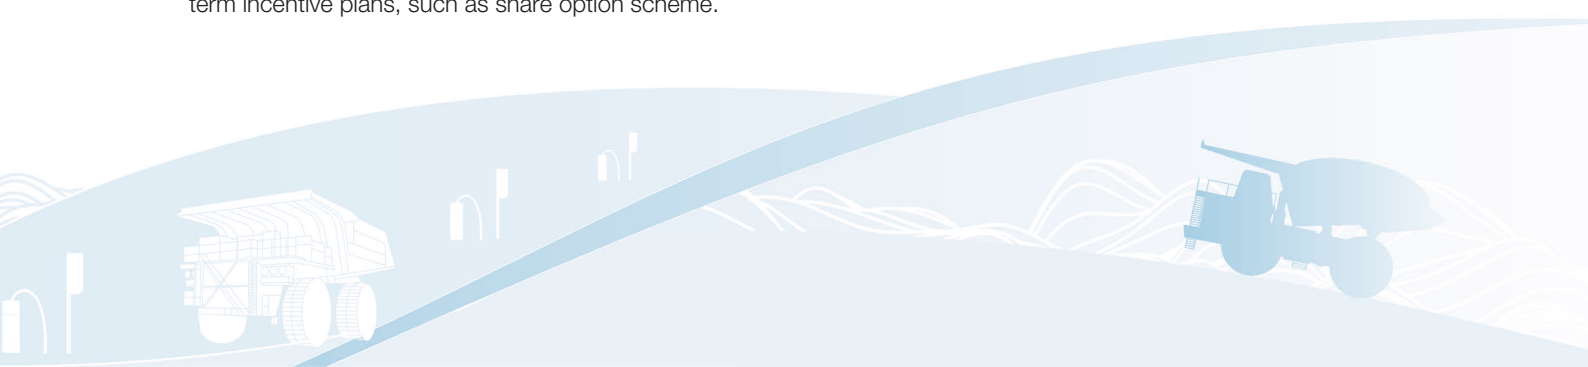 term incentive plans, such as share option scheme.